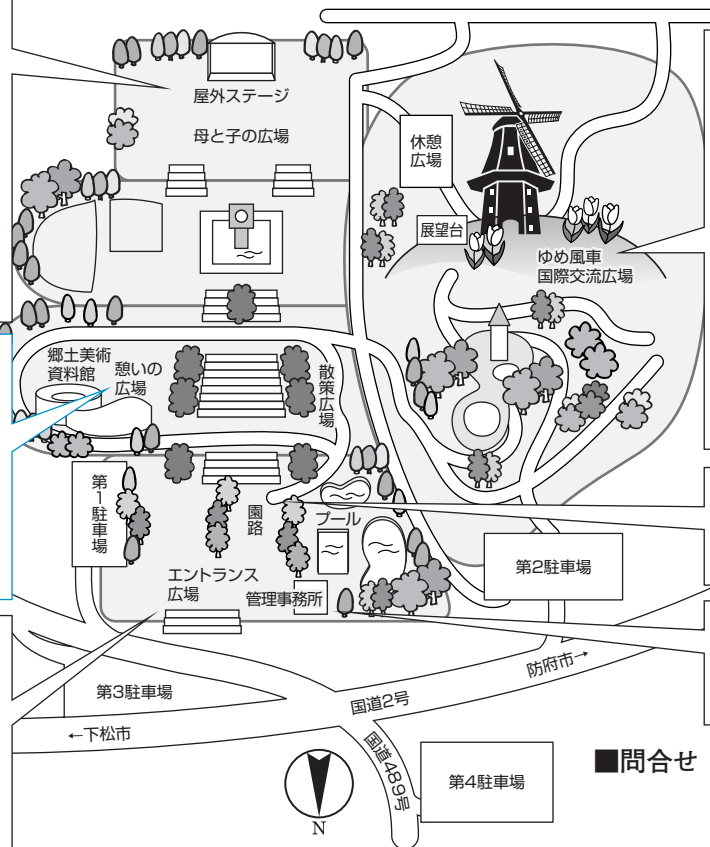 屋外ステージ
母と子の広場
休憩
広場
展望台
ゆめ風車
国際交流広場
郷土美術
資料館
憩いの
広場
散策広場
第1駐車場
園路
プール
エントランス
広場
管理事務所
第2駐車場
第3駐車場
国道2号
防府市→
←下松市
国道489号
第4駐車場
N
■問合せ